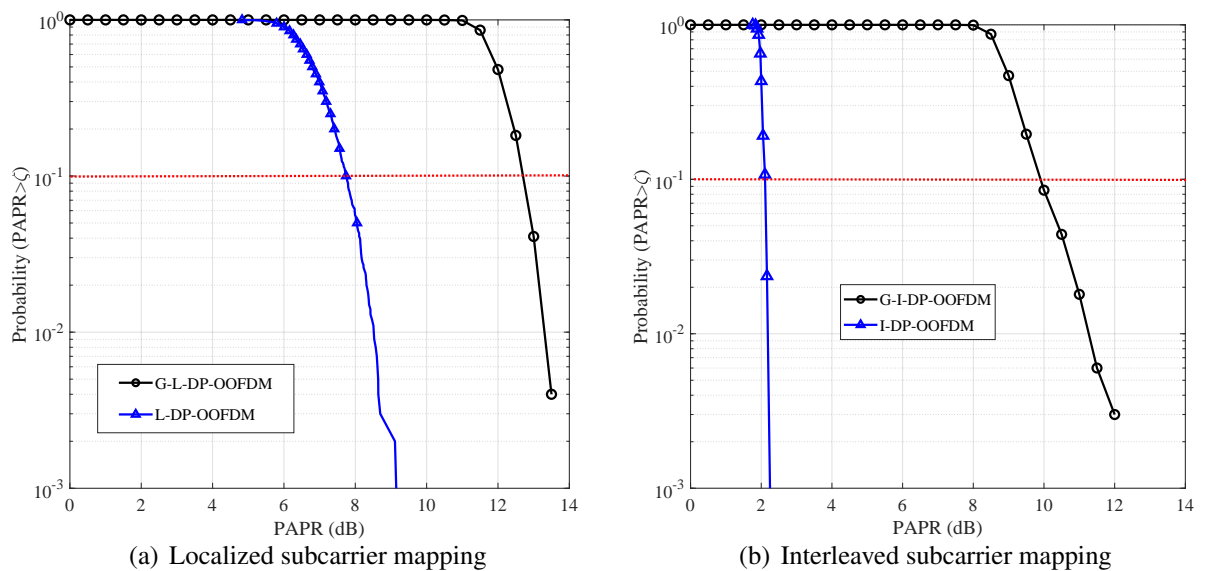 10^0
10^-1
10^-2
10^-3
Probability (PAPR>ζ)
G-L-DP-OOFDM
L-DP-OOFDM
0 2 4 6 8 10 12 14
PAPR (dB)
(a) Localized subcarrier mapping
10^0
10^-1
10^-2
10^-3
Probability (PAPR>ζ)
G-I-DP-OOFDM
I-DP-OOFDM
0 2 4 6 8 10 12 14
PAPR (dB)
(b) Interleaved subcarrier mapping